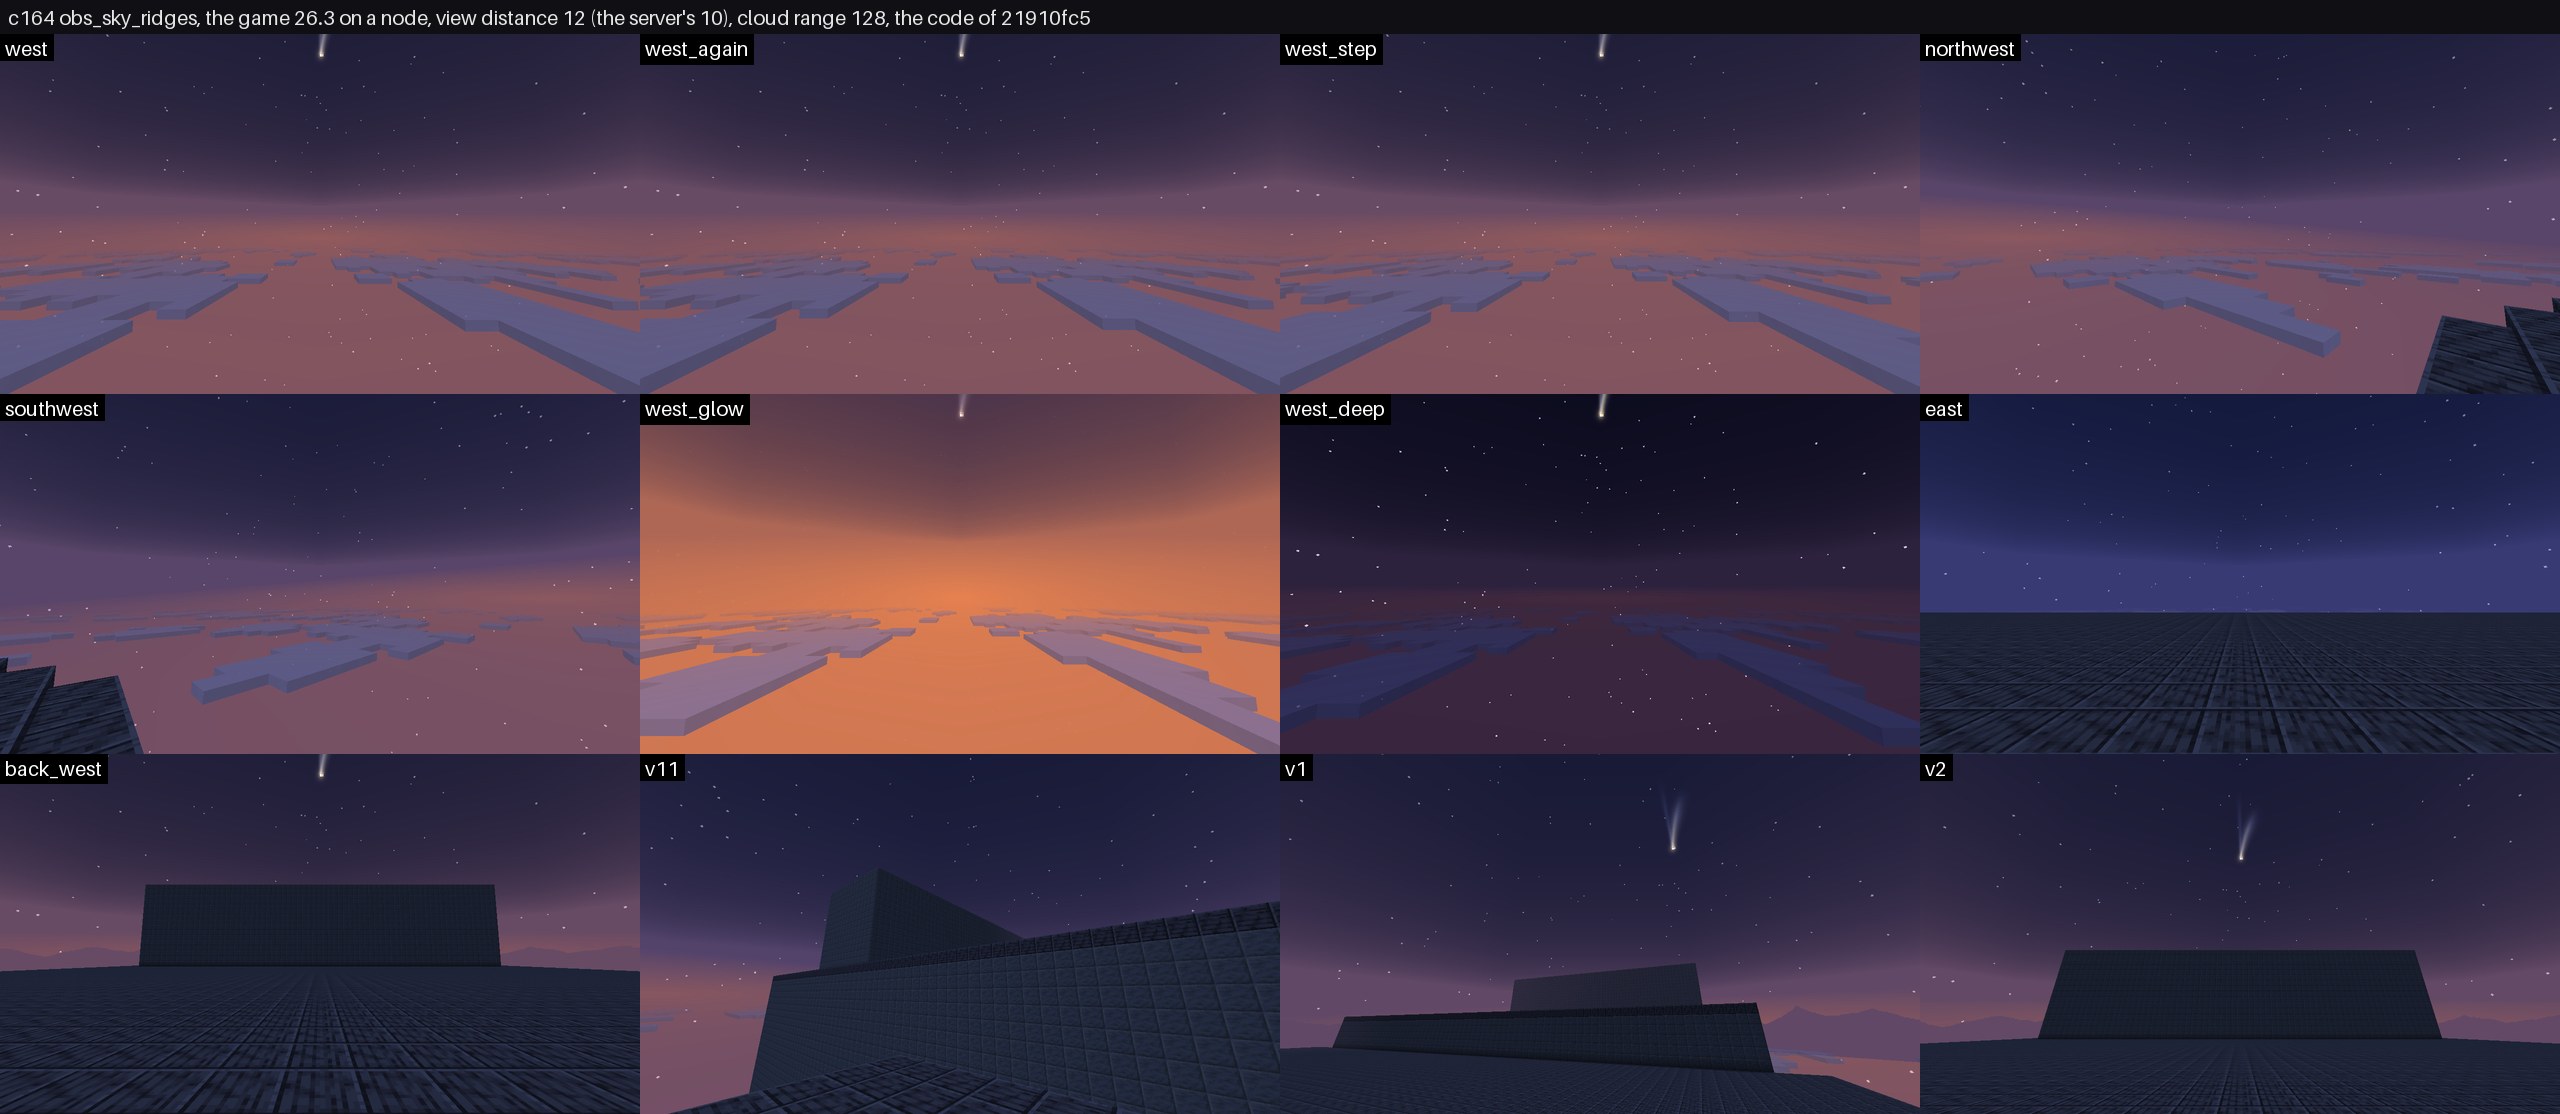 c164 obs_sky_ridges, the game 26.3 on a node, view distance 12 (the server's 10), cloud range 128, the code of 21910fc5
west
west_again
west_step
northwest
southwest
west_glow
west_deep
east
back_west
v11
v1
v2